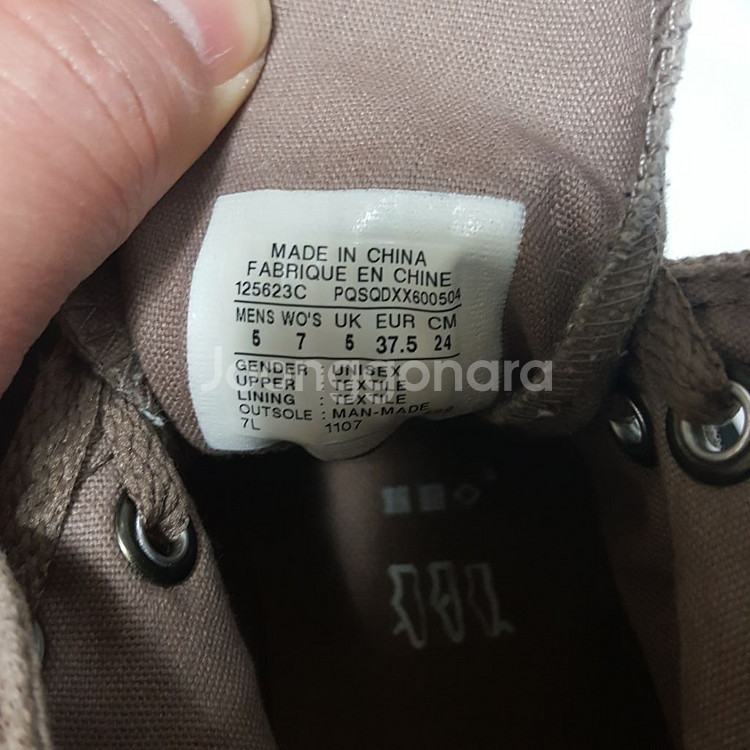 MADE IN CHINA
FABRIQUE EN CHINE
125623C PQSQDXX600504
MENS WO'S UK EUR CM
5 7 5 37.5 24
GENDER : UNISEX
UPPER : TEXTILE
LINING : TEXTILE
OUTSOLE : MAN-MADE
7L 1107
Joonggonara